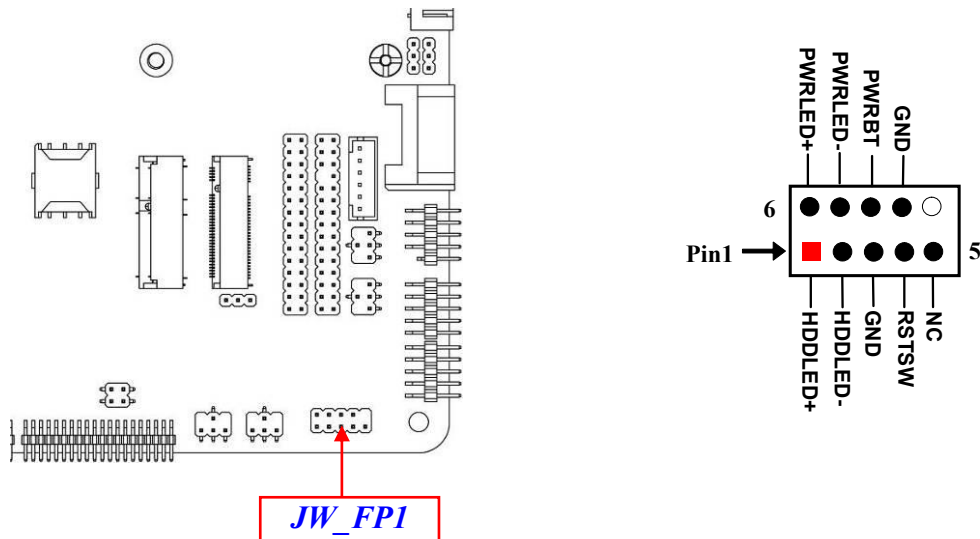 PWRLED+
PWRLED-
PWRBT
GND
6
Pin1
5
HDDLED+
HDDLED-
GND
RSTSW
NC
JW_FP1